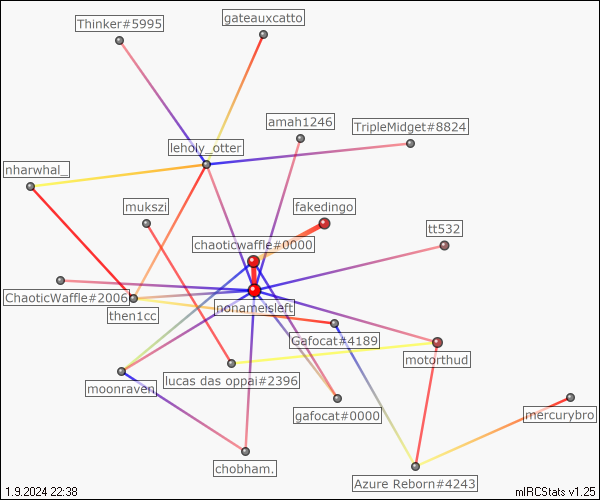 gateauxcatto
Thinker#5995
amah1246
TripleMidget#8824
leholy_otter
nharwhal_
mukszi
fakedingo
tt532
chaoticwaffle#0000
ChaoticWaffle#2006
nonameisleft
then1cc
Gafocat#4189
motorthud
lucas das oppai#2396
moonraven
gafocat#0000
mercurybro
chobham.
Azure Reborn#4243
1.9.2024 22:38
mIRCStats v1.25